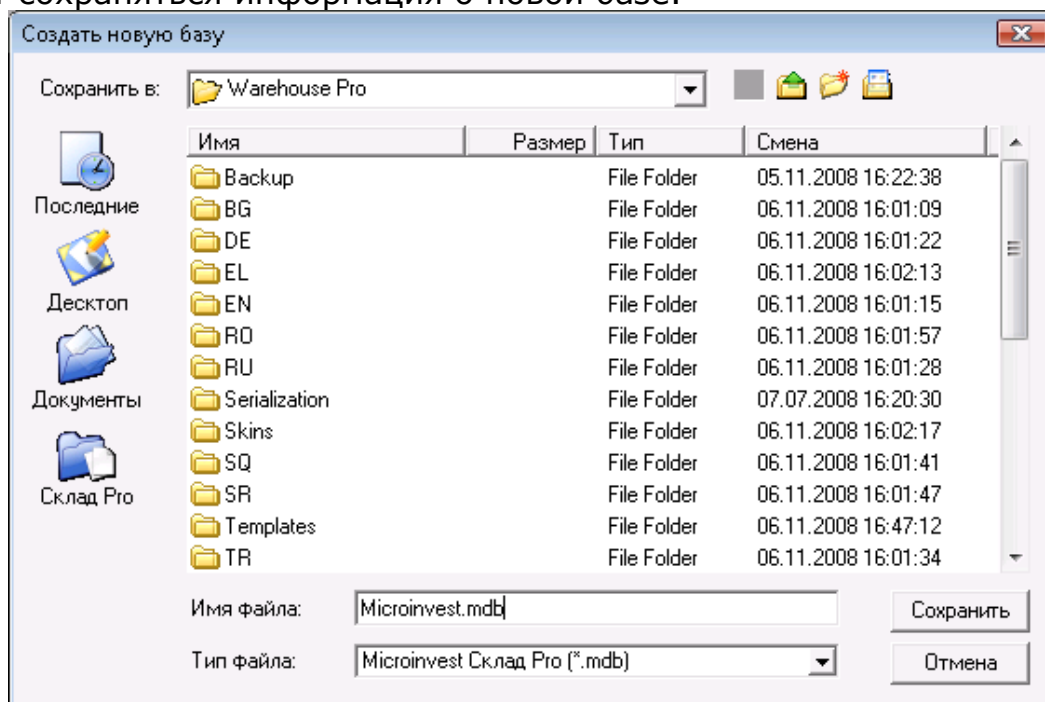 сохраняться информация о новой базе.
Создать новую базу
Сохранить в: Warehouse Pro
Имя Размер Тип Смена
Backup File Folder 05.11.2008 16:22:38
BG File Folder 06.11.2008 16:01:09
DE File Folder 06.11.2008 16:01:22
EL File Folder 06.11.2008 16:02:13
EN File Folder 06.11.2008 16:01:15
RO File Folder 06.11.2008 16:01:57
RU File Folder 06.11.2008 16:01:28
Serialization File Folder 07.07.2008 16:20:30
Skins File Folder 06.11.2008 16:02:17
SQ File Folder 06.11.2008 16:01:41
SR File Folder 06.11.2008 16:01:47
Templates File Folder 06.11.2008 16:47:12
TR File Folder 06.11.2008 16:01:34
Последние
Десктоп
Документы
Склад Pro
Имя файла: Microinvest.mdb Сохранить
Тип файла: Microinvest Склад Pro (*.mdb) Отмена